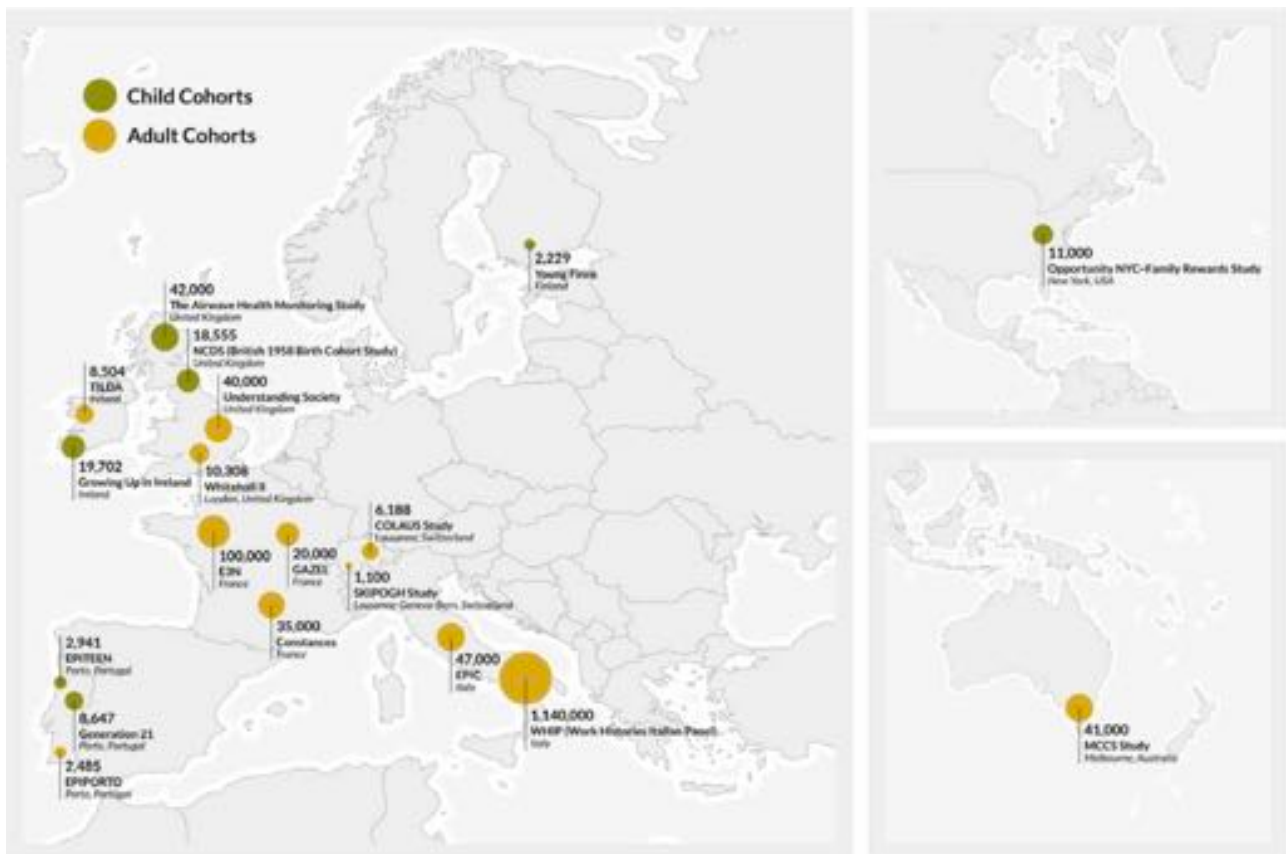 Child Cohorts
Adult Cohorts
2,229
Young Finns
Finland
42,000
The Airwave Health Monitoring Study
United Kingdom
18,555
NCDS (British 1958 Birth Cohort Study)
United Kingdom
8,504
TILDA
Ireland
40,000
Understanding Society
United Kingdom
19,702
Growing Up in Ireland
Ireland
10,308
Whitehall II
London, United Kingdom
6,188
COLAUS Study
Lausanne, Switzerland
100,000
E3N
France
20,000
GAZEL
France
1,100
SKIPOGH Study
Lausanne Geneva Bern, Switzerland
35,000
Constances
France
2,941
EPITEEN
Porto, Portugal
47,000
EPIC
Italy
8,647
Generation 21
Porto, Portugal
1,140,000
WHIP (Work Histories Italian Panel)
Italy
2,485
EPIPORTO
Porto, Portugal
11,000
Opportunity NYC-Family Rewards Study
New York, USA
41,000
MCCS Study
Melbourne, Australia